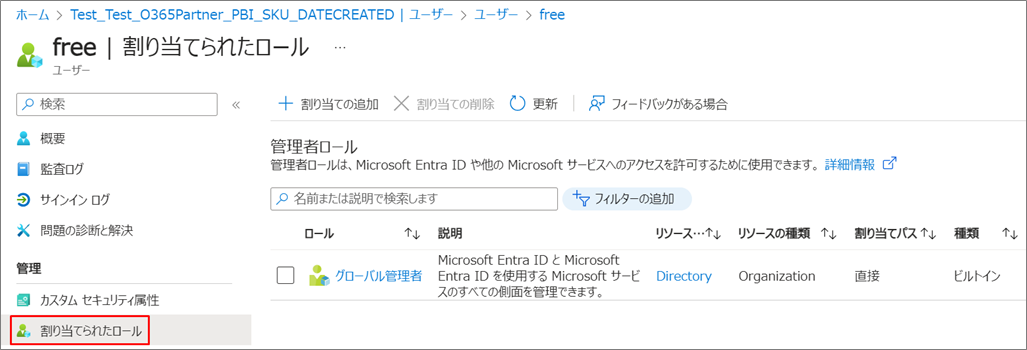 ホーム > Test_Test_O365Partner_PBI_SKU_DATECREATED | ユーザー > ユーザー > free
free | 割り当てられたロール ...
ユーザー
検索 «
概要
監査ログ
サインイン ログ
問題の診断と解決
管理
カスタム セキュリティ属性
割り当てられたロール
割り当ての追加 割り当ての削除 更新 フィードバックがある場合
管理者ロール
管理者ロールは、Microsoft Entra ID や他の Microsoft サービスへのアクセスを許可するために使用できます。 詳細情報
名前または説明で検索します フィルターの追加
ロール ↑↓ 説明 リソース…↑↓ リソースの種類 ↑↓ 割り当てパス ↑↓ 種類 ↑↓
グローバル管理者 Microsoft Entra ID と Microsoft Entra ID を使用する Microsoft サービスのすべての側面を管理できます。 Directory Organization 直接 ビルトイン